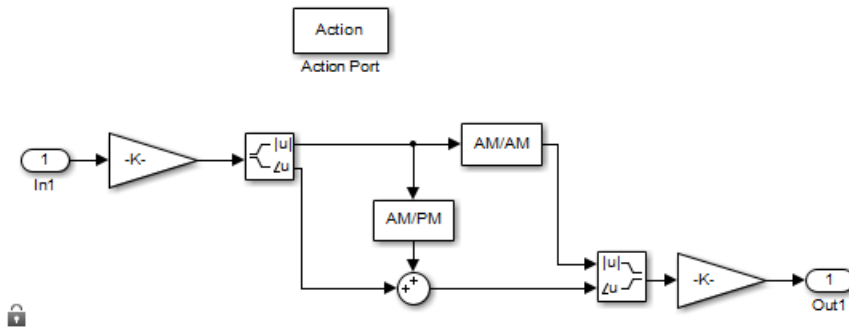 Action
Action Port
1
In1
-K-
|u|
∠u
AM/AM
AM/PM
++
|u|
∠u
-K-
1
Out1